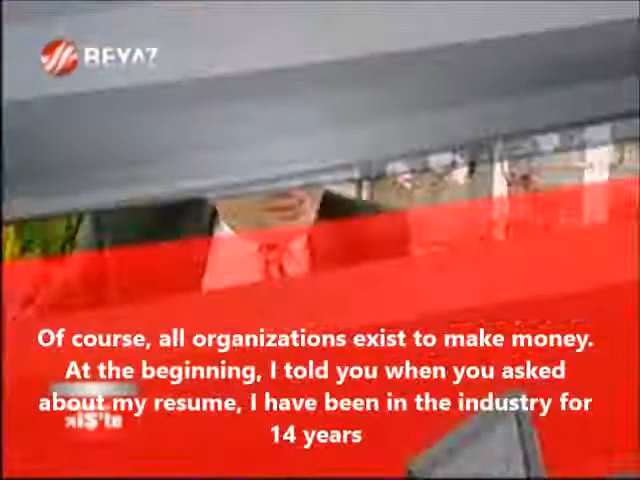 BEYAZ
Of course, all organizations exist to make money.
At the beginning, I told you when you asked
about my resume, I have been in the industry for
14 years